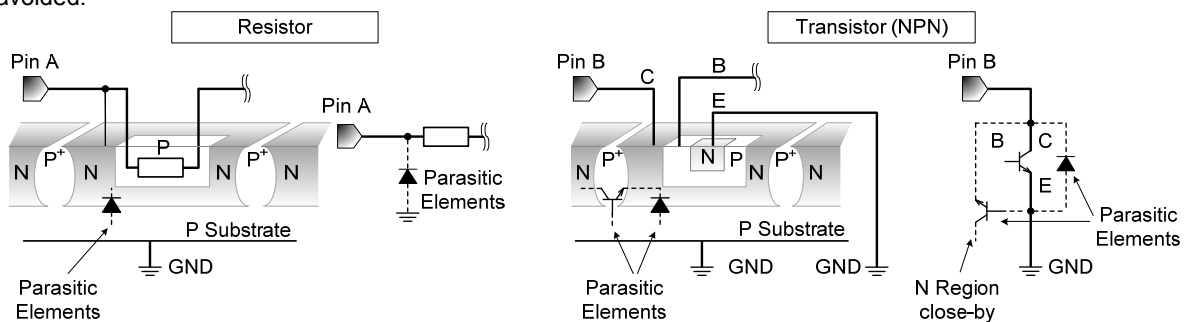 avoided.
Resistor
Transistor (NPN)
Pin A
Pin A
N
P+
N
P
N
P+
N
Parasitic
Elements
P Substrate
GND
Parasitic
Elements
Pin B
C
B
E
N
P+
N
N
P
N
P+
N
P Substrate
GND
GND
Parasitic
Elements
Pin B
B
C
E
Parasitic
Elements
GND
N Region
close-by